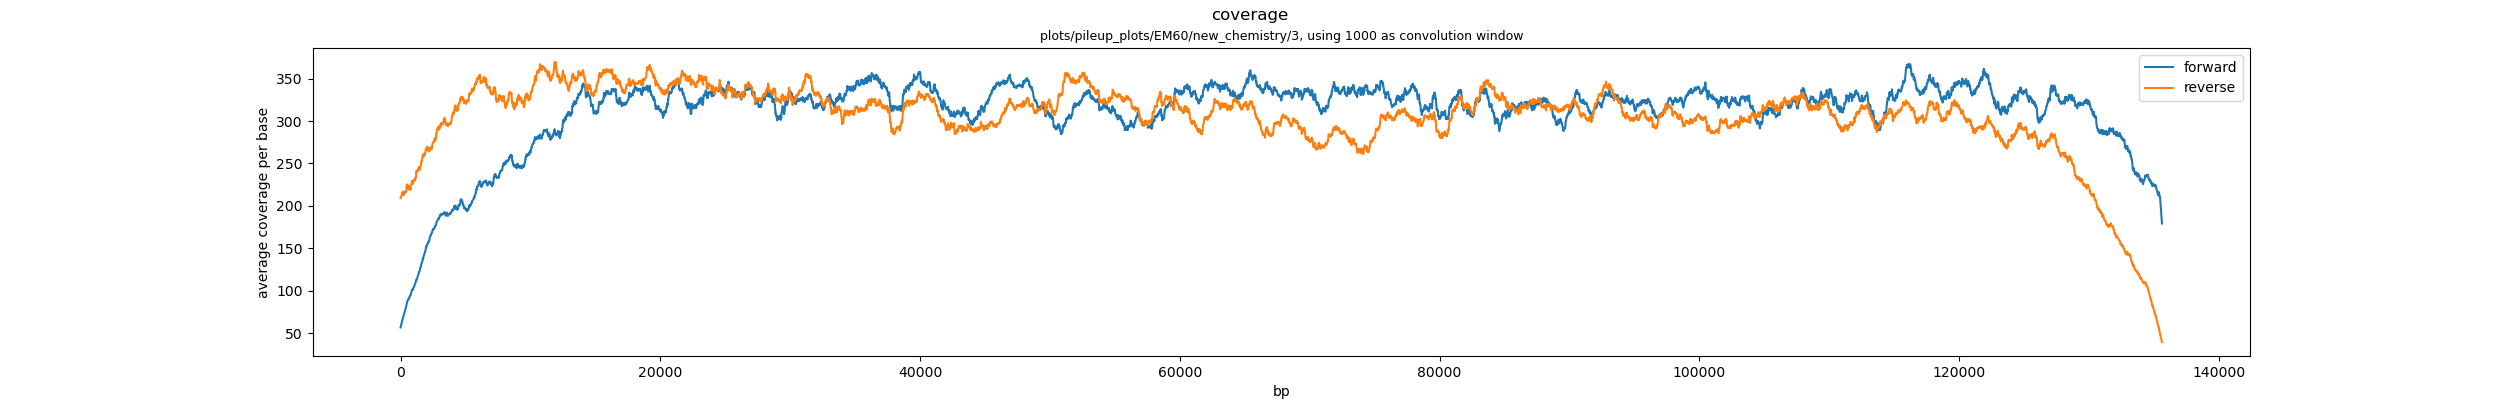 coverage
plots/pileup_plots/EM60/new_chemistry/3, using 1000 as convolution window
average coverage per base
350
300
250
200
150
100
50
forward
reverse
0
20000
40000
60000
80000
100000
120000
140000
bp